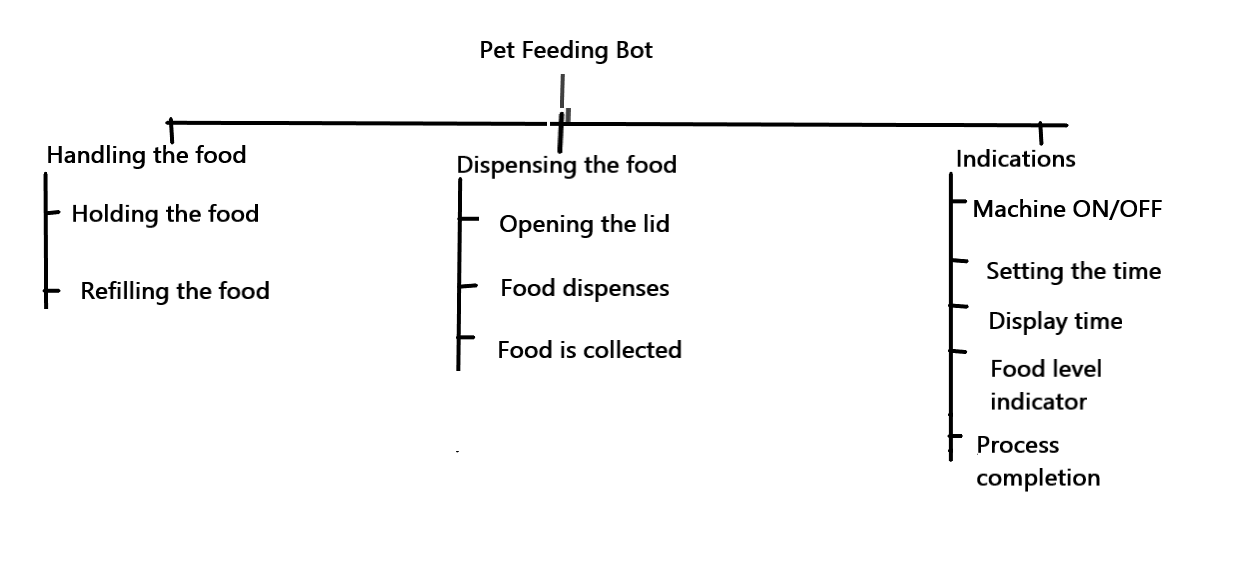 Pet Feeding Bot
Handling the food
Holding the food
Refilling the food
Dispensing the food
Opening the lid
Food dispenses
Food is collected
Indications
Machine ON/OFF
Setting the time
Display time
Food level
indicator
Process
completion